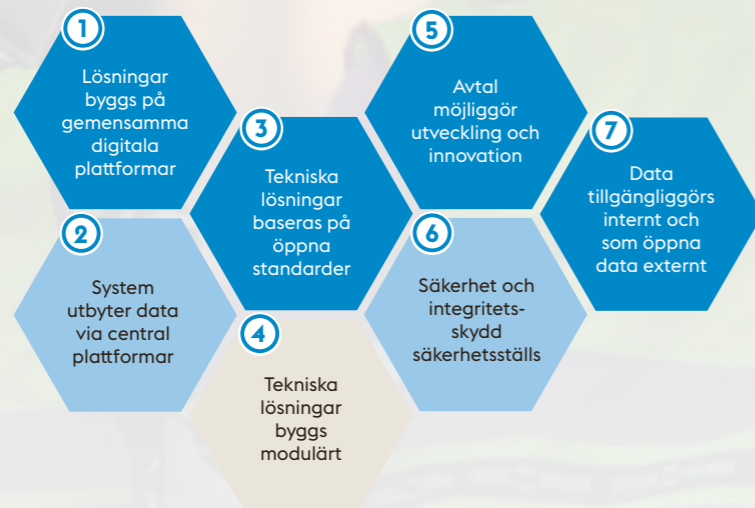 1
Lösningar
byggs på
gemensamma
digitala
plattformar
2
System
utbyter data
via central
plattformar
3
Tekniska
lösningar
baseras på
öppna
standarder
4
Tekniska
lösningar
byggs
modulärt
5
Avtal
möjliggör
utveckling och
innovation
6
Säkerhet och
integritets-
skydd
säkerhetsställs
7
Data
tillgängliggörs
internt och
som öppna
data externt